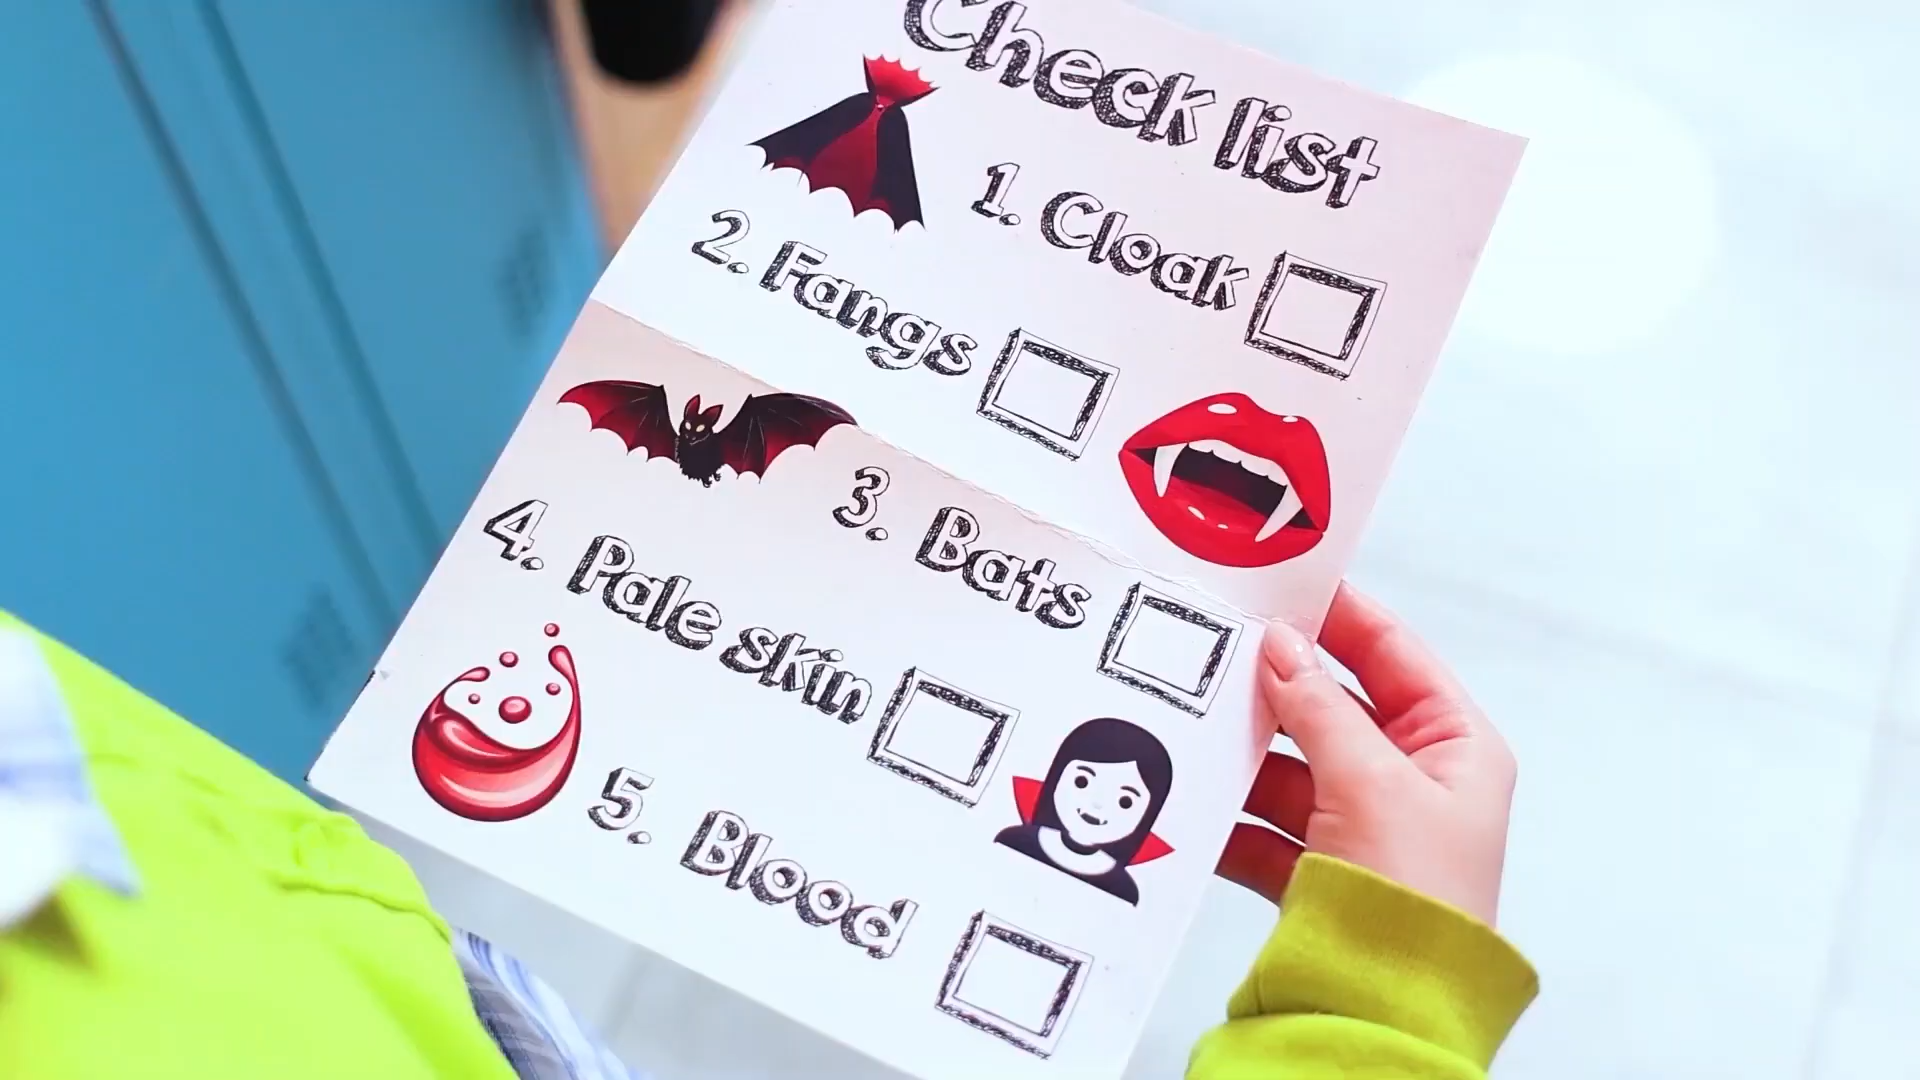 Check list
1. Cloak
2. Fangs
3. Bats
4. Pale skin
5. Blood